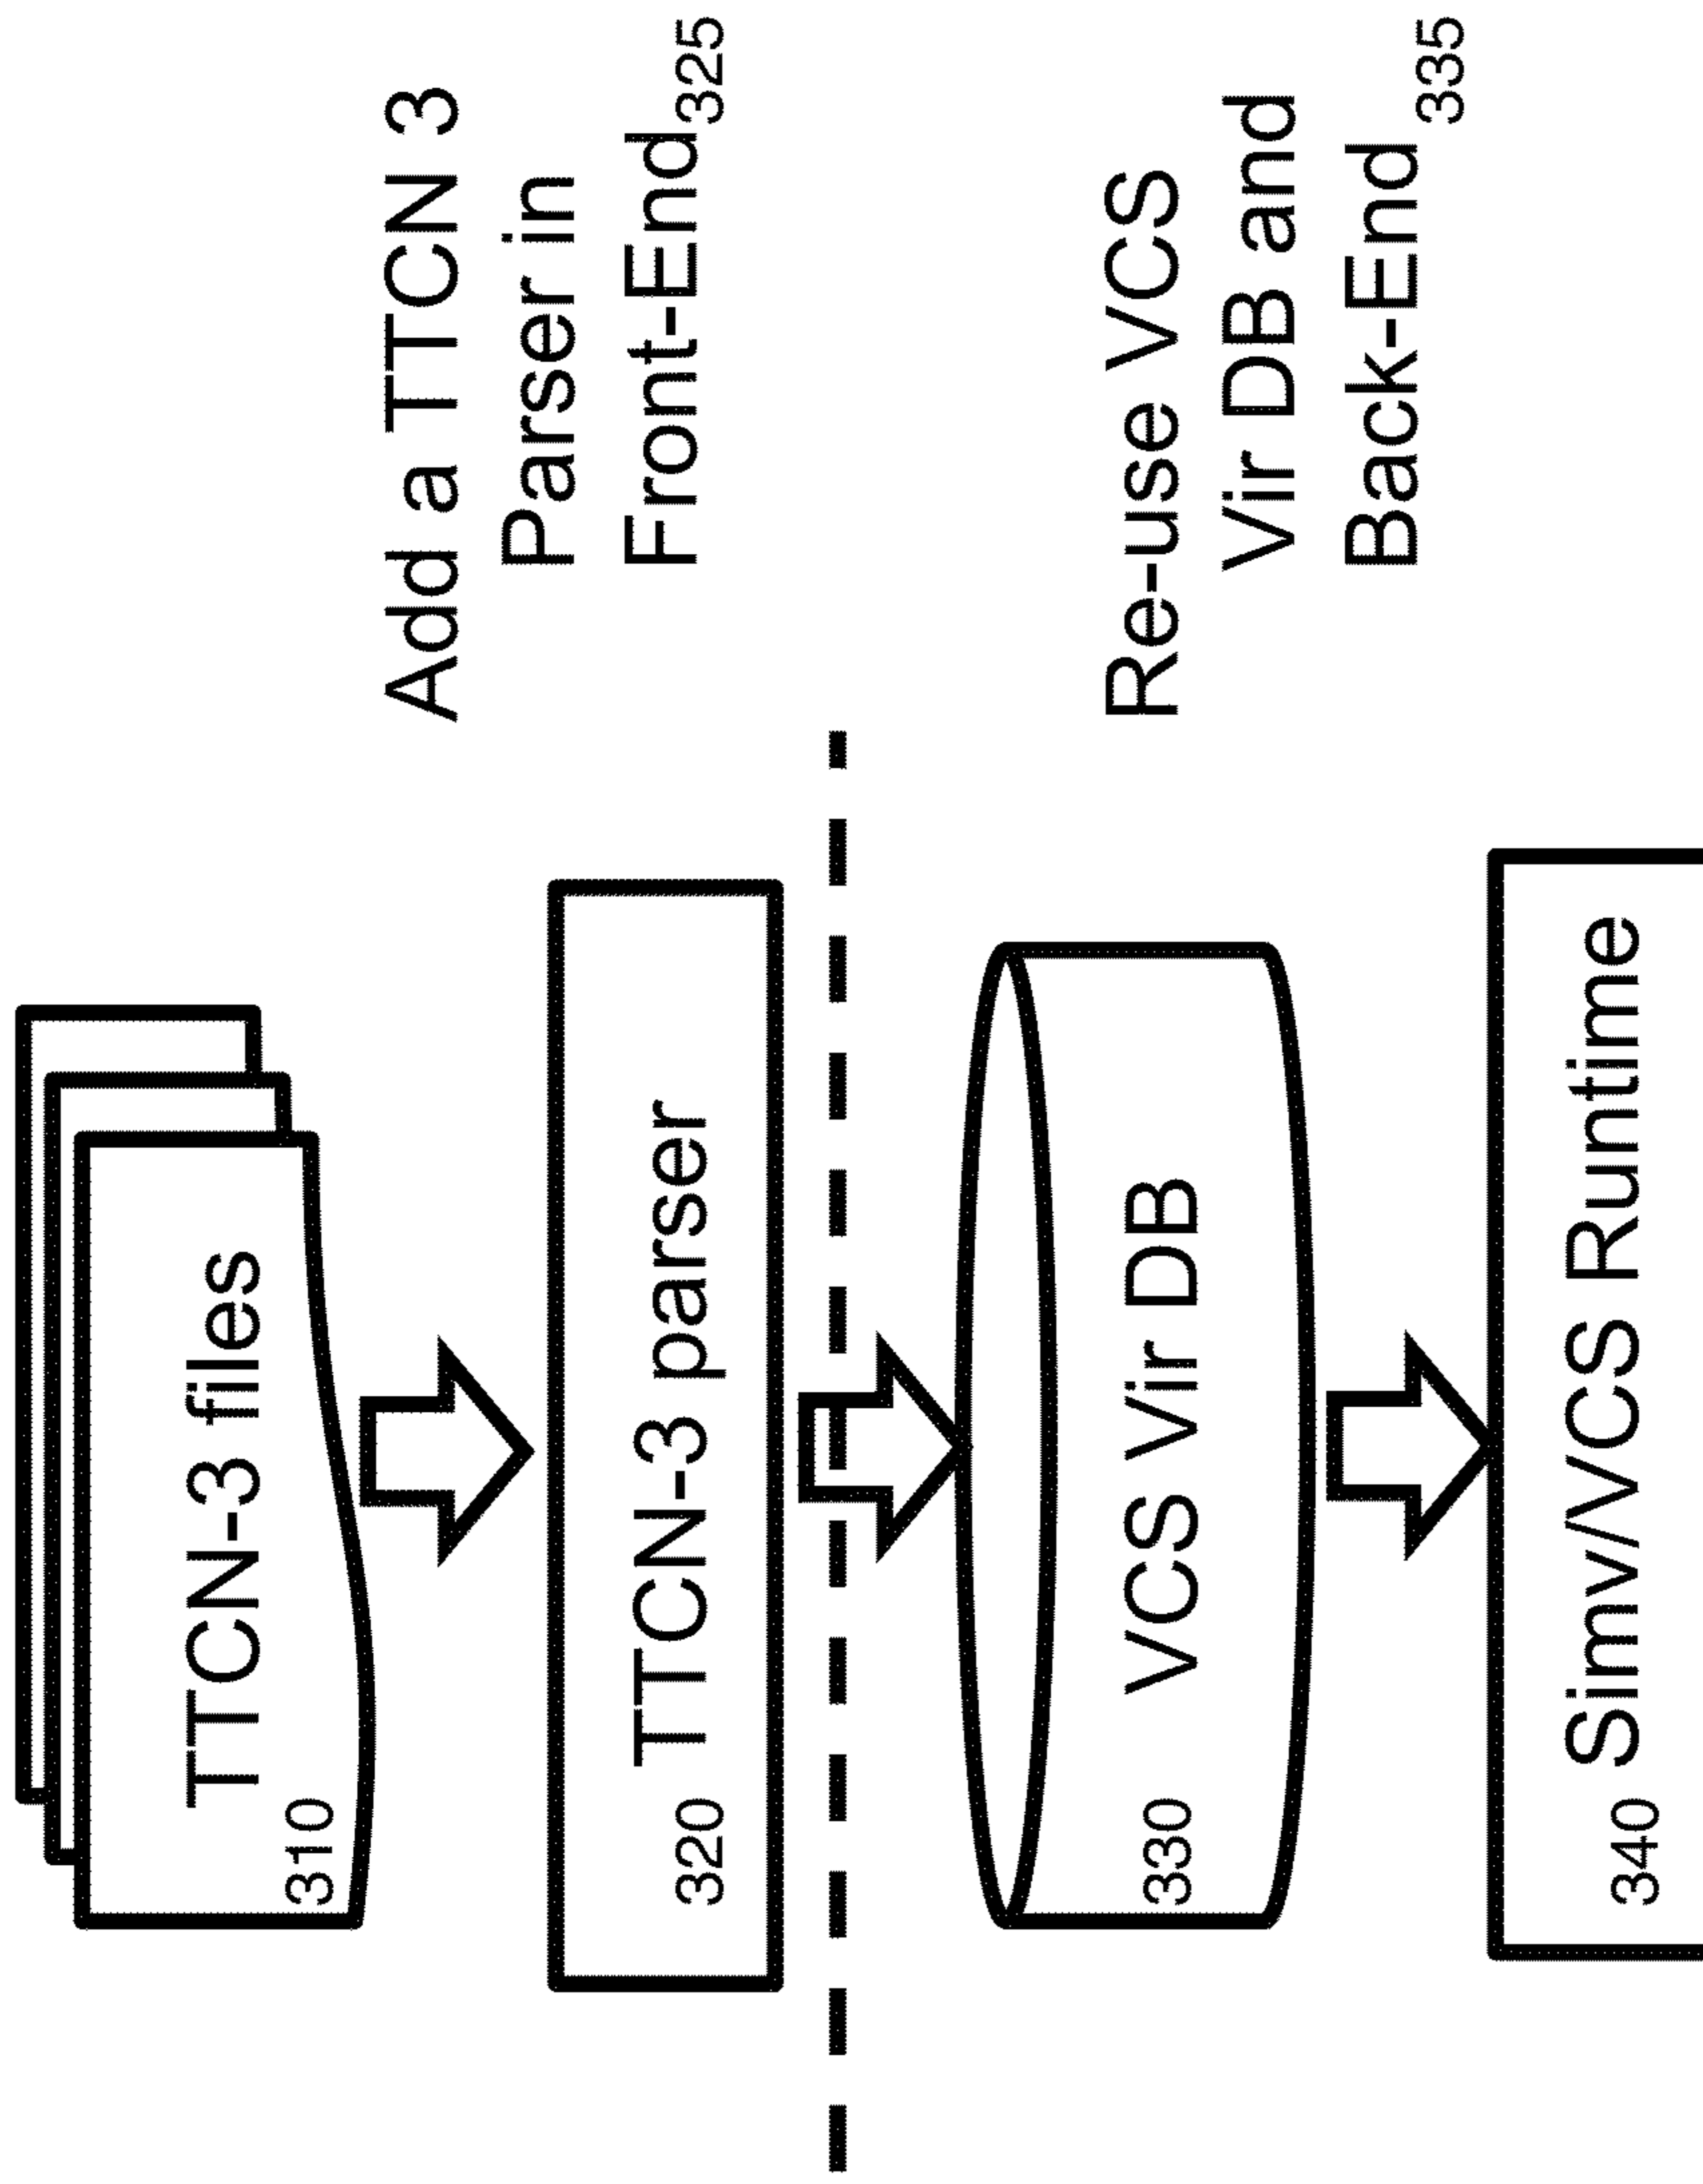 TTCN-3 files
310
Add a TTCN 3
Parser in
Front-End
325
TTCN-3 parser
320
Re-use VCS
Vir DB and
Back-End
335
VCS Vir DB
330
340 Simv/VCS Runtime